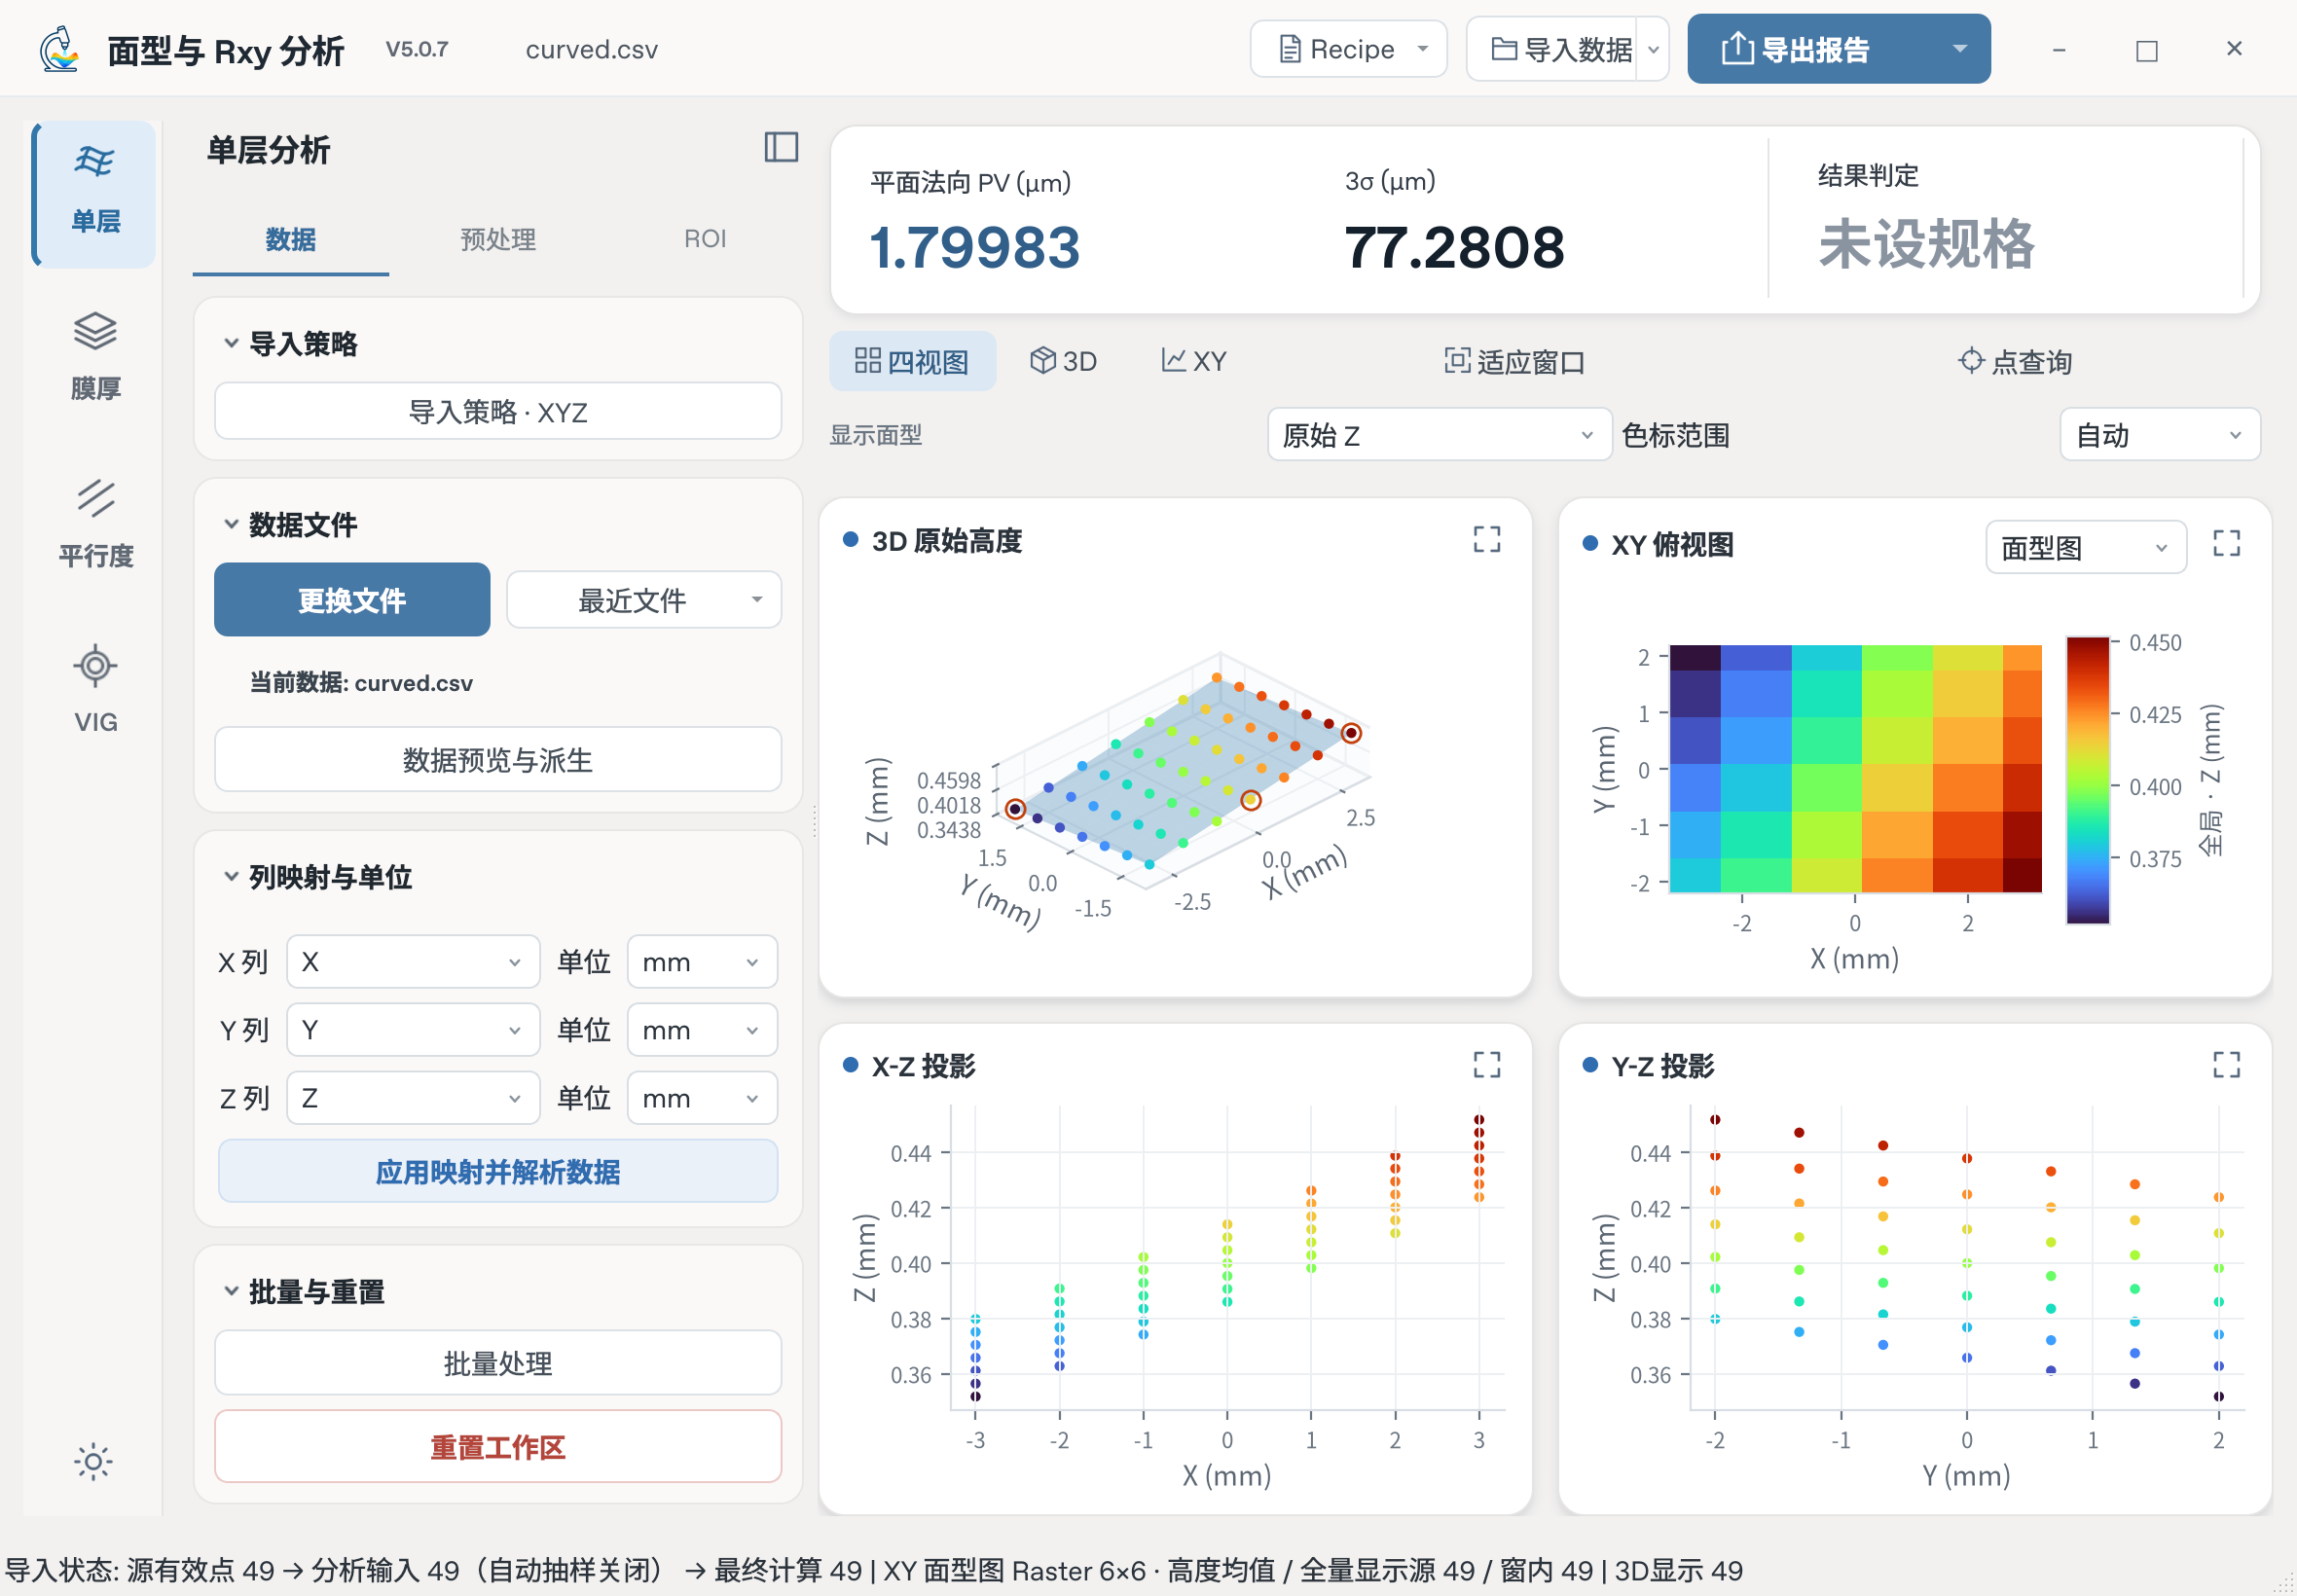 面型与 Rxy 分析
V5.0.7
curved.csv
Recipe
导入数据
导出报告
单层
膜厚
平行度
VIG
单层分析
数据
预处理
ROI
导入策略
导入策略 · XYZ
数据文件
更换文件
最近文件
当前数据: curved.csv
数据预览与派生
列映射与单位
X 列 X 单位 mm
Y 列 Y 单位 mm
Z 列 Z 单位 mm
应用映射并解析数据
批量与重置
批量处理
重置工作区
平面法向 PV (μm)
1.79983
3σ (μm)
77.2808
结果判定
未设规格
四视图
3D
XY
适应窗口
点查询
显示面型
原始 Z
色标范围
自动
3D 原始高度
Z (mm)
0.4598
0.4018
0.3438
1.5
0.0
-1.5
Y (mm)
-2.5
0.0
2.5
X (mm)
XY 俯视图
面型图
Y (mm)
2
1
0
-1
-2
-2
0
2
X (mm)
0.450
0.425
0.400
0.375
全局 · Z (mm)
X-Z 投影
Z (mm)
0.44
0.42
0.40
0.38
0.36
-3
-2
-1
0
1
2
3
X (mm)
Y-Z 投影
Z (mm)
0.44
0.42
0.40
0.38
0.36
-2
-1
0
1
2
Y (mm)
导入状态: 源有效点 49 → 分析输入 49（自动抽样关闭） → 最终计算 49 | XY 面型图 Raster 6×6 · 高度均值 / 全量显示源 49 / 窗内 49 | 3D显示 49